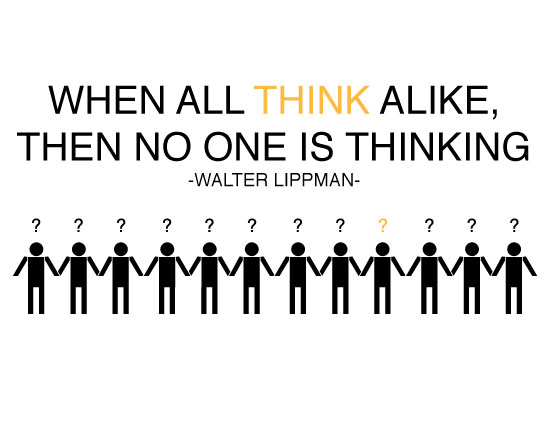 WHEN ALL THINK ALIKE,
THEN NO ONE IS THINKING
-WALTER LIPPMAN-
? ? ? ? ? ? ? ? ? ? ? ?